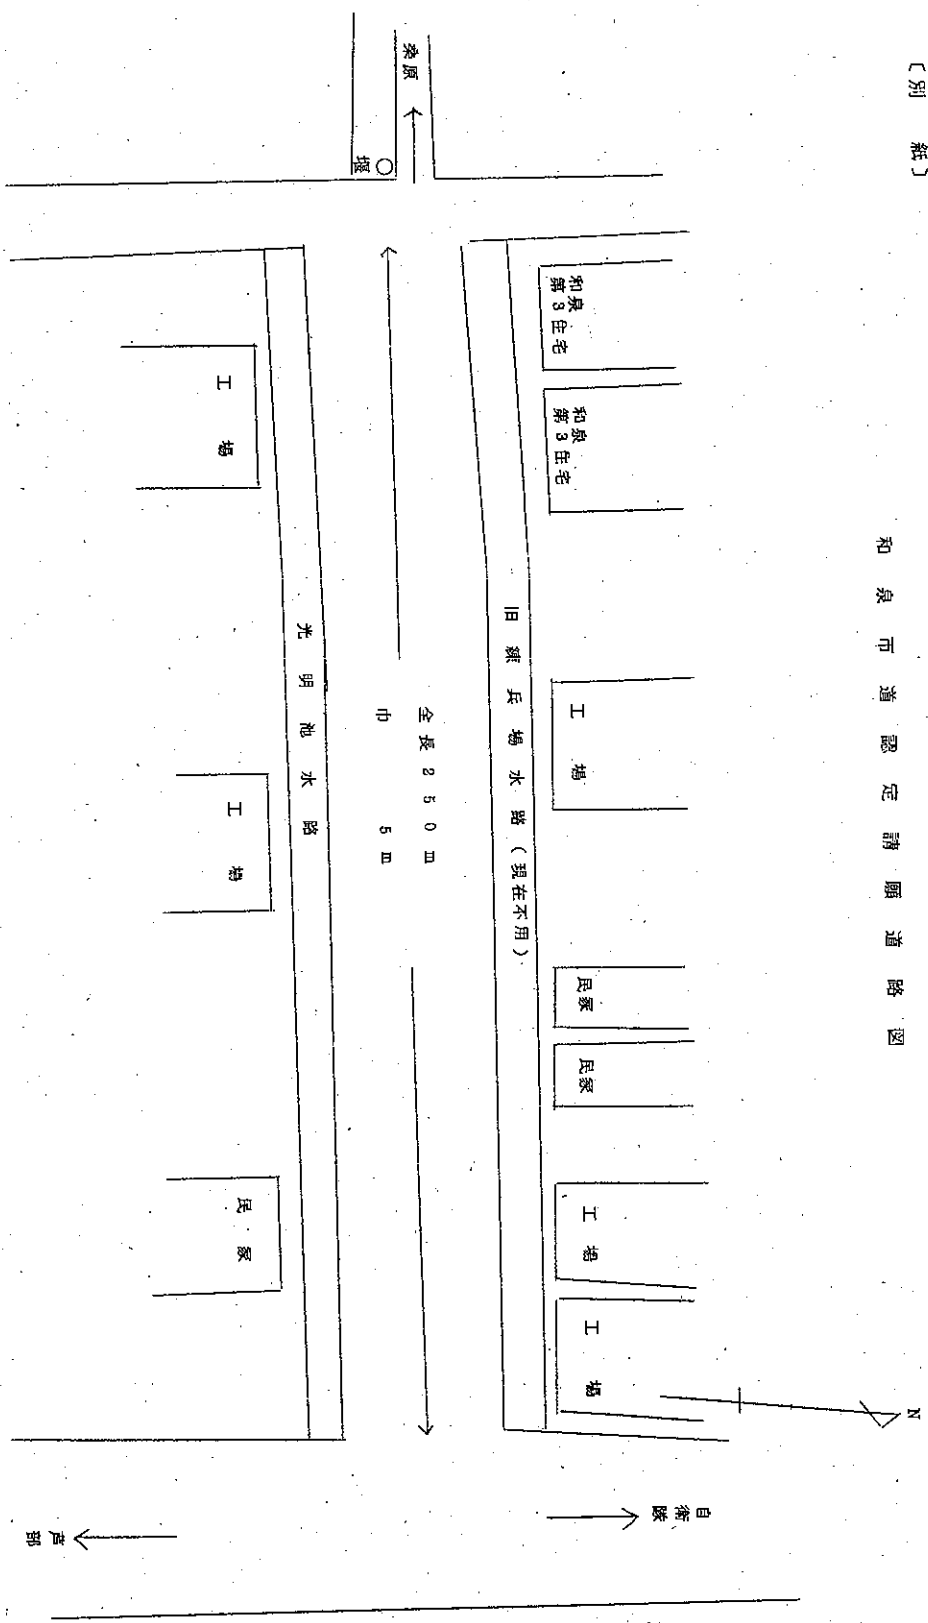 〔別 紙〕
和泉市道認定請願道路図
N
桑原
堰
和泉
第3住宅
和泉
第3住宅
工場
民家
民家
工場
工場
旧練兵場水路(現在不用)
全長250m
巾 5m
光明池水路
工場
工場
民家
自衛隊
芦部